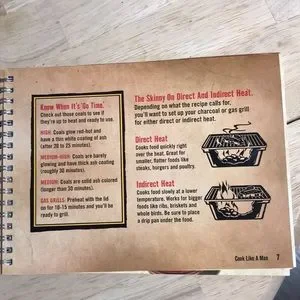 Know When It's 'Go Time.'
Check out those coals to see if
they're up to heat and ready to use.
HIGH: Coals glow red-hot and
have a thin white coating of ash
(after 20 to 25 minutes).
MEDIUM-HIGH: Coals are barely
glowing and have thick ash coating
(roughly 30 minutes).
MEDIUM: Coals are solid ash colored
(longer than 30 minutes).
GAS GRILLS: Preheat with the lid
on for 10-15 minutes and you'll be
ready to grill.
The Skinny On Direct And Indirect Heat.
Depending on what the recipe calls for,
you'll want to set up your charcoal or gas grill
for either direct or indirect heat.
Direct Heat
Cooks food quickly right
over the heat. Great for
smaller, flatter foods like
steaks, burgers and poultry.
Indirect Heat
Cooks food slowly at a lower
temperature. Works for bigger
foods like ribs, briskets and
whole birds. Be sure to place
a drip pan under the food.
Cook Like A Man 7